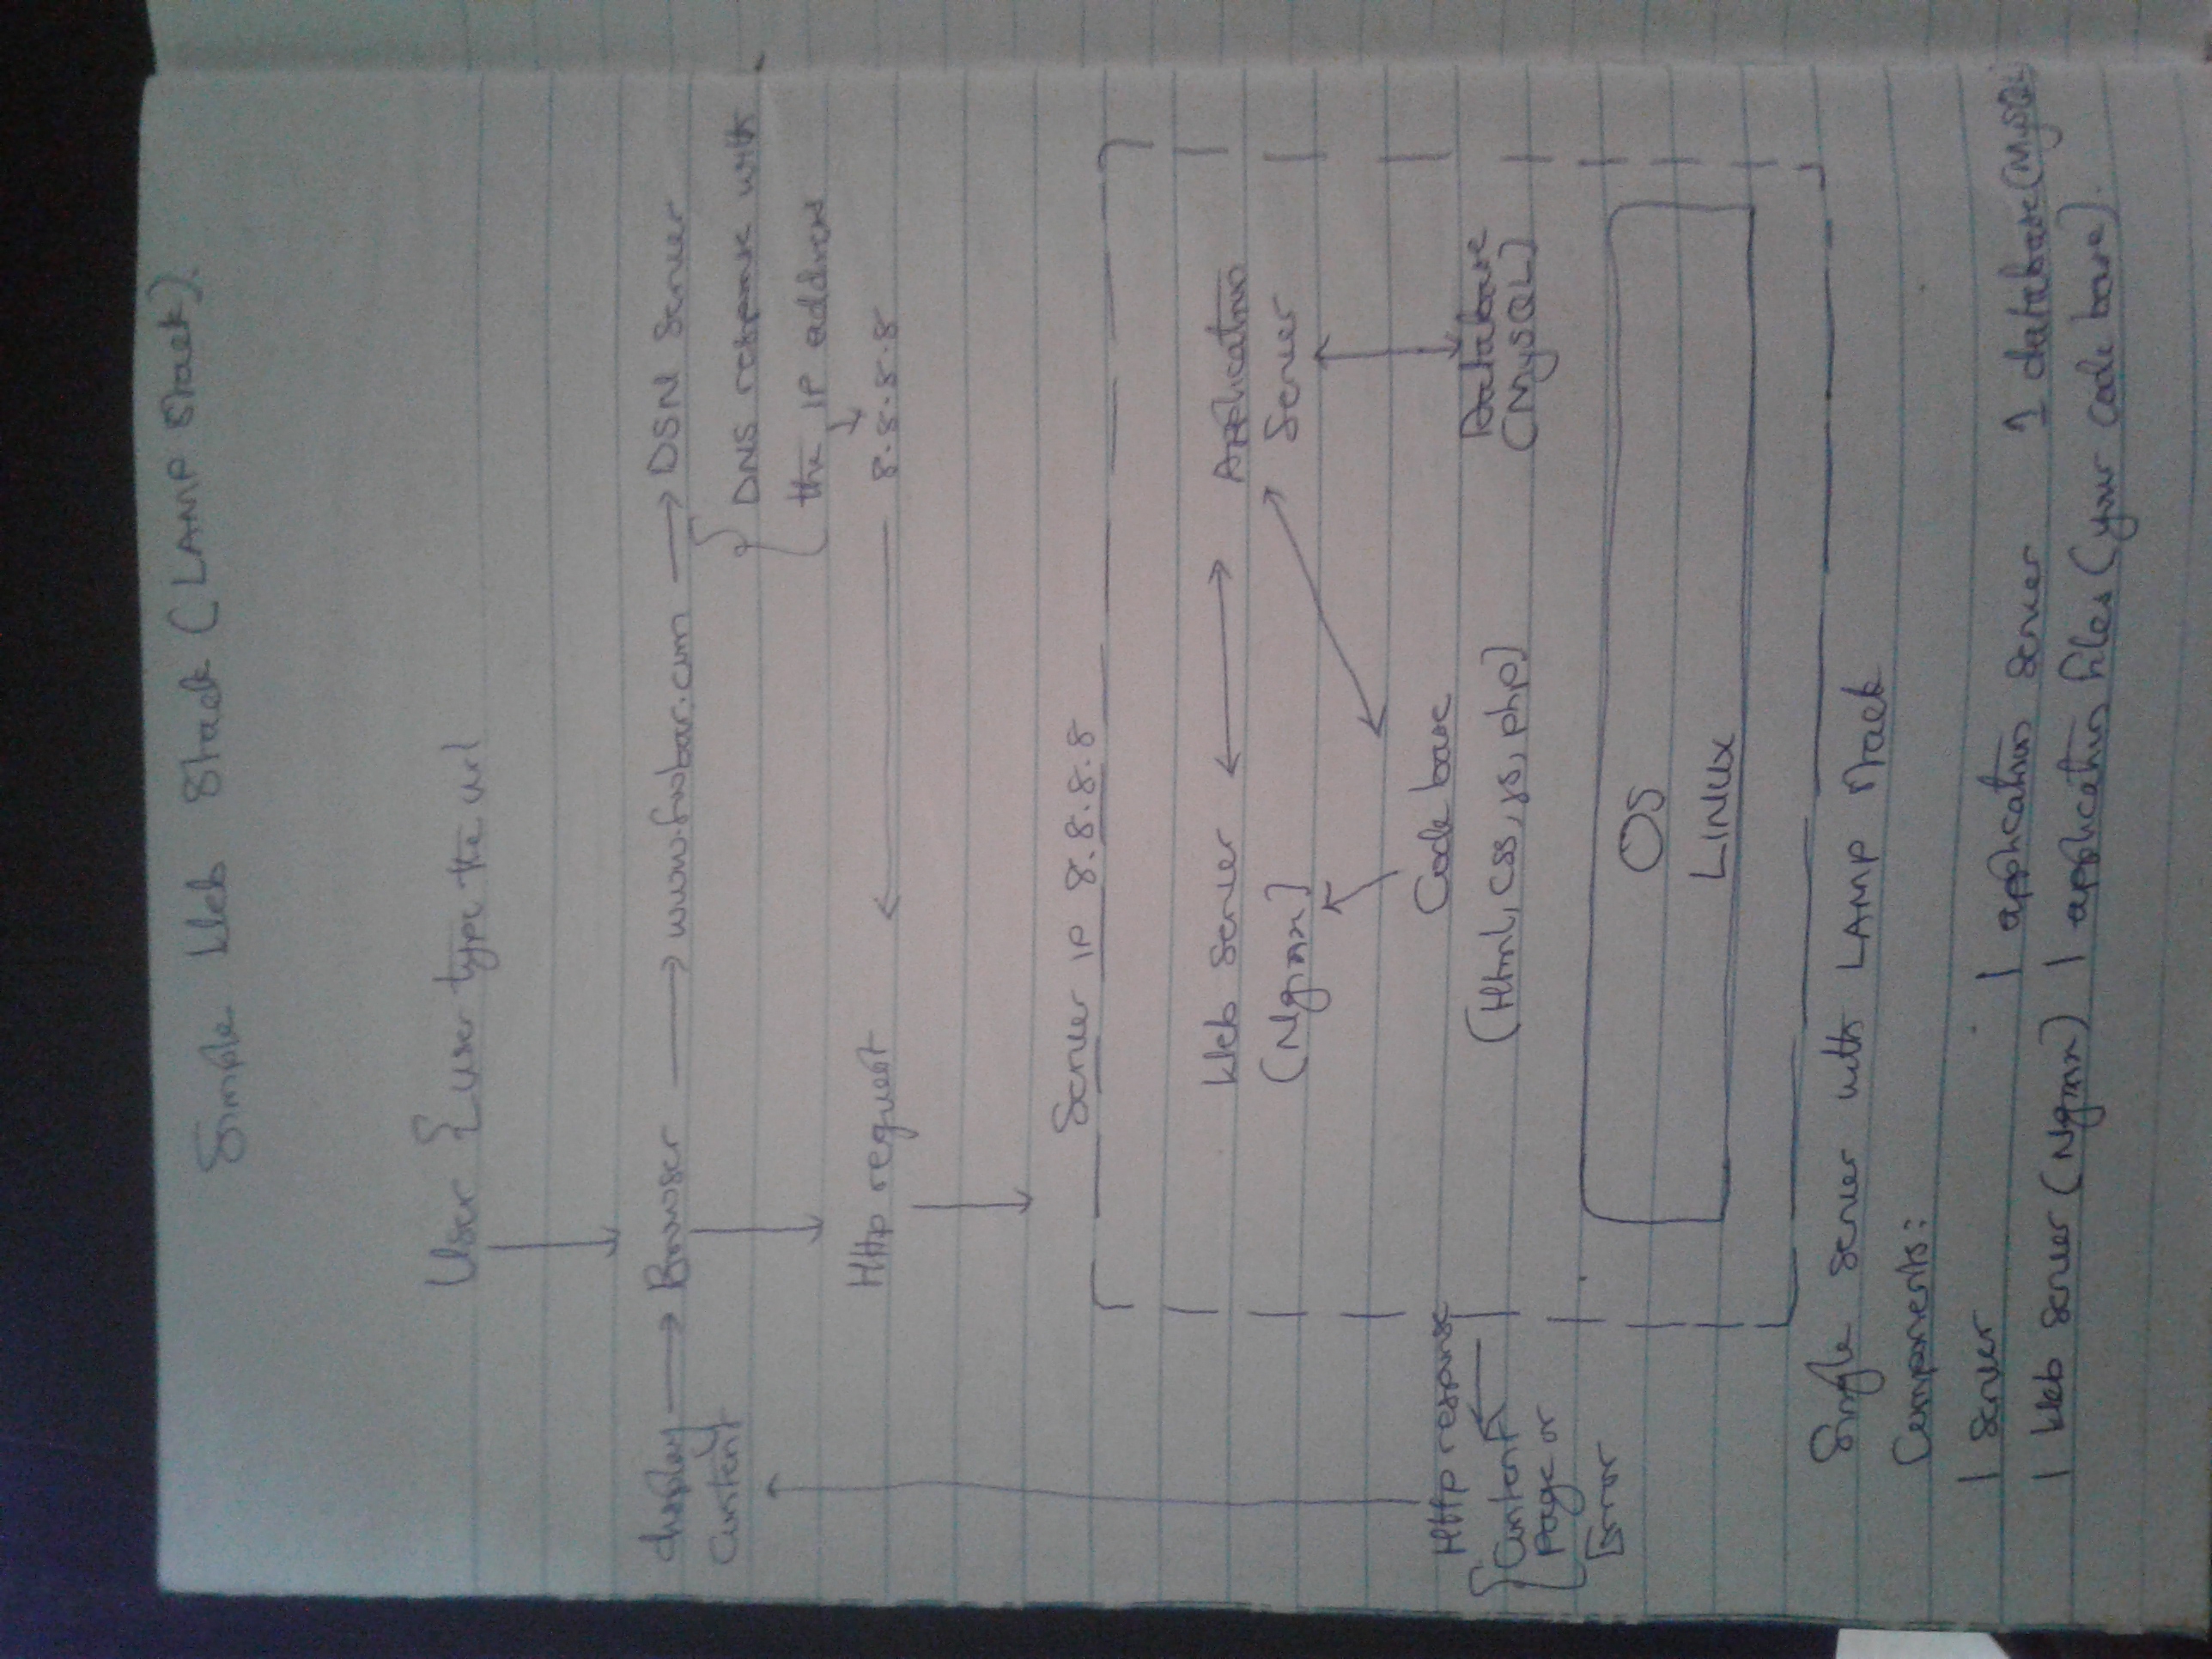 Simple Web Stack (LAMP Stack).
User { user type the url
display → Browser → www.foobar.com → DSN Server
Content
DNS response with
the IP address
Http request ← 8.8.8.8
Server IP 8.8.8.8
Web Server ↔ Application
(Nginx) Server
Code base
Http response
(Html, css, js, php) Database
Content
(MySQL)
Page or
Error
OS
LINUX
Single server with LAMP stack
Components:
1 server 1 application server 1 database (MySQL
1 Web server (Nginx) 1 application files (your code base).